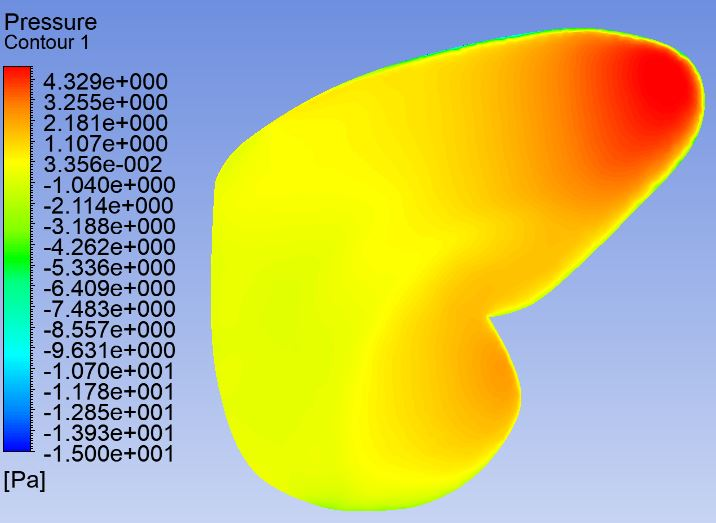 Pressure
Contour 1
4.329e+000
3.255e+000
2.181e+000
1.107e+000
3.356e-002
-1.040e+000
-2.114e+000
-3.188e+000
-4.262e+000
-5.336e+000
-6.409e+000
-7.483e+000
-8.557e+000
-9.631e+000
-1.070e+001
-1.178e+001
-1.285e+001
-1.393e+001
-1.500e+001
[Pa]